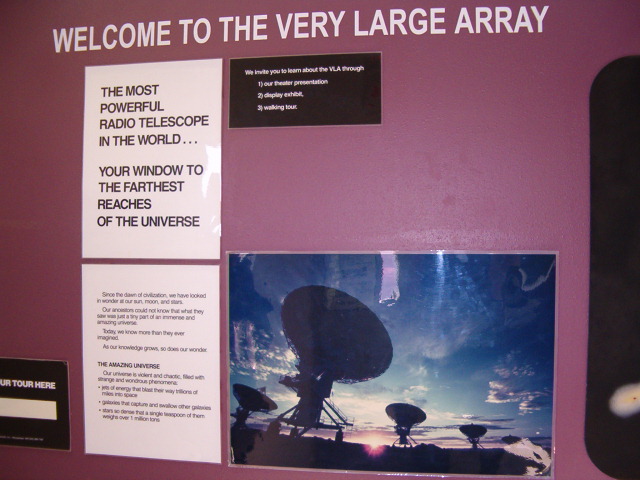 WELCOME TO THE VERY LARGE ARRAY
THE MOST
POWERFUL
RADIO TELESCOPE
IN THE WORLD...
YOUR WINDOW TO
THE FARTHEST
REACHES
OF THE UNIVERSE
We invite you to learn about the VLA through
1) our theater presentation
2) display exhibit,
3) walking tour.
Since the dawn of civilization, we have looked
in wonder at our sun, moon, and stars.
Our ancestors could not know that what they
saw was just a tiny part of an immense and
amazing universe.
Today, we know more than they ever
imagined.
As our knowledge grows, so does our wonder.
THE AMAZING UNIVERSE
Our universe is violent and chaotic, filled with
strange and wondrous phenomena:
• jets of energy that blast their way trillions of
miles into space
• galaxies that capture and swallow other galaxies
• stars so dense that a single teaspoon of them
weighs over 1 million tons
UR TOUR HERE